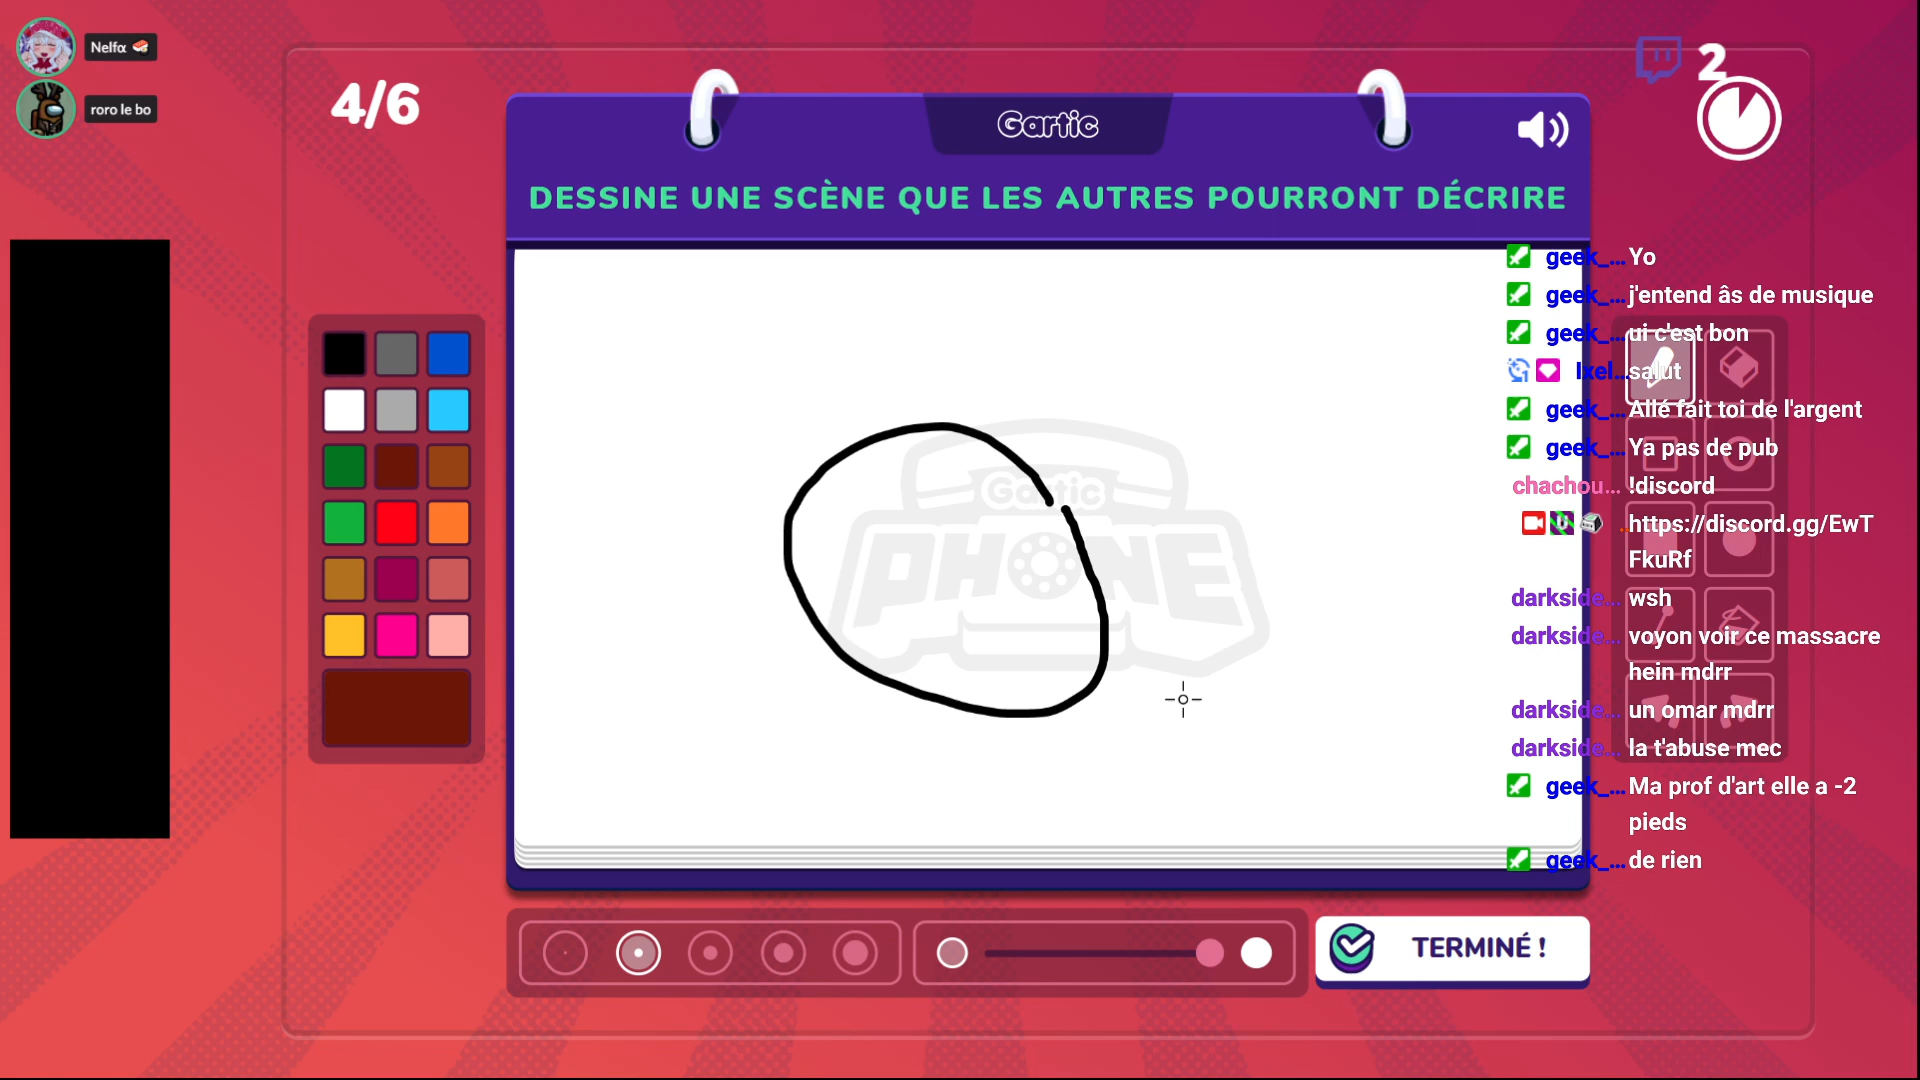 Nelfα
roro le bo
4/6
2
Gartic
DESSINE UNE SCÈNE QUE LES AUTRES POURRONT DÉCRIRE
Gartic
PHONE
geek_... Yo
geek_... j'entend âs de musique
geek_... ui c'est bon
Ixel... salut
geek_... Allé fait toi de l'argent
geek_... Ya pas de pub
chachou... !discord
https://discord.gg/EwT
FkuRf
darkside... wsh
darkside... voyon voir ce massacre
hein mdrr
darkside... un omar mdrr
darkside... la t'abuse mec
geek_... Ma prof d'art elle a -2
pieds
geek_... de rien
TERMINÉ !